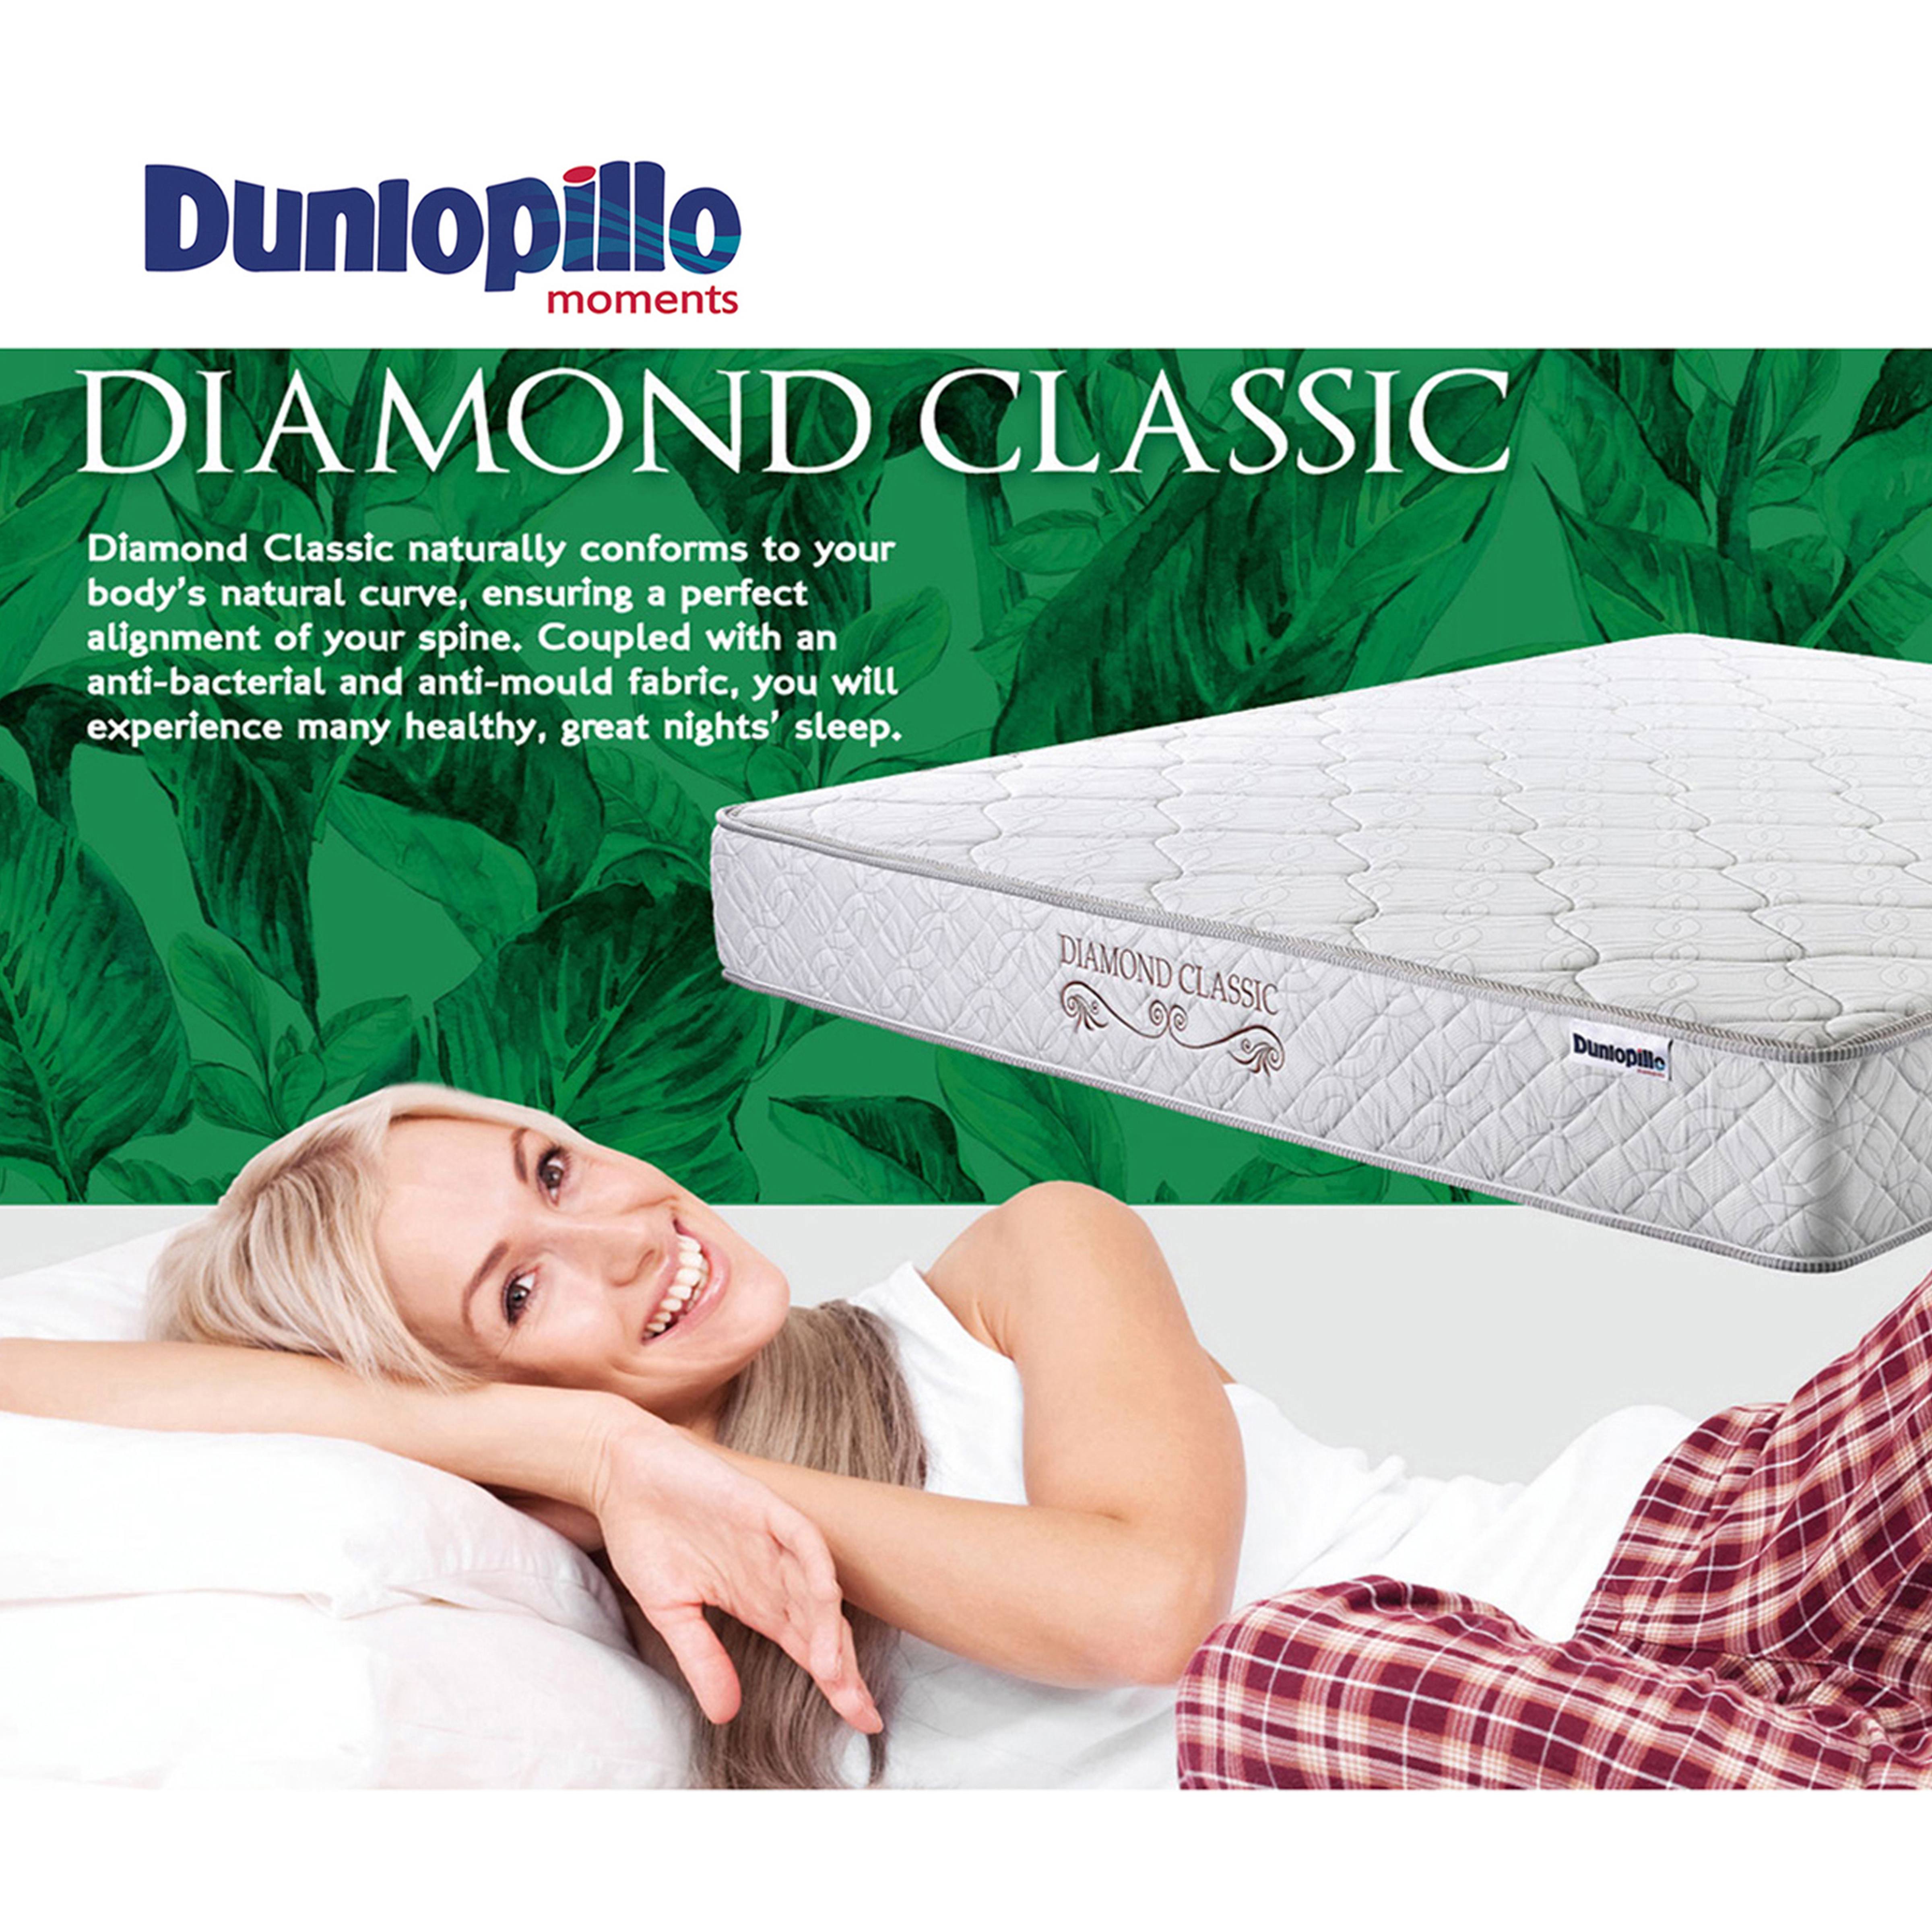 Dunlopillo
moments
DIAMOND CLASSIC
Diamond Classic naturally conforms to your
body's natural curve, ensuring a perfect
alignment of your spine. Coupled with an
anti-bacterial and anti-mould fabric, you will
experience many healthy, great nights' sleep.
DIAMOND CLASSIC
Dunlopillo